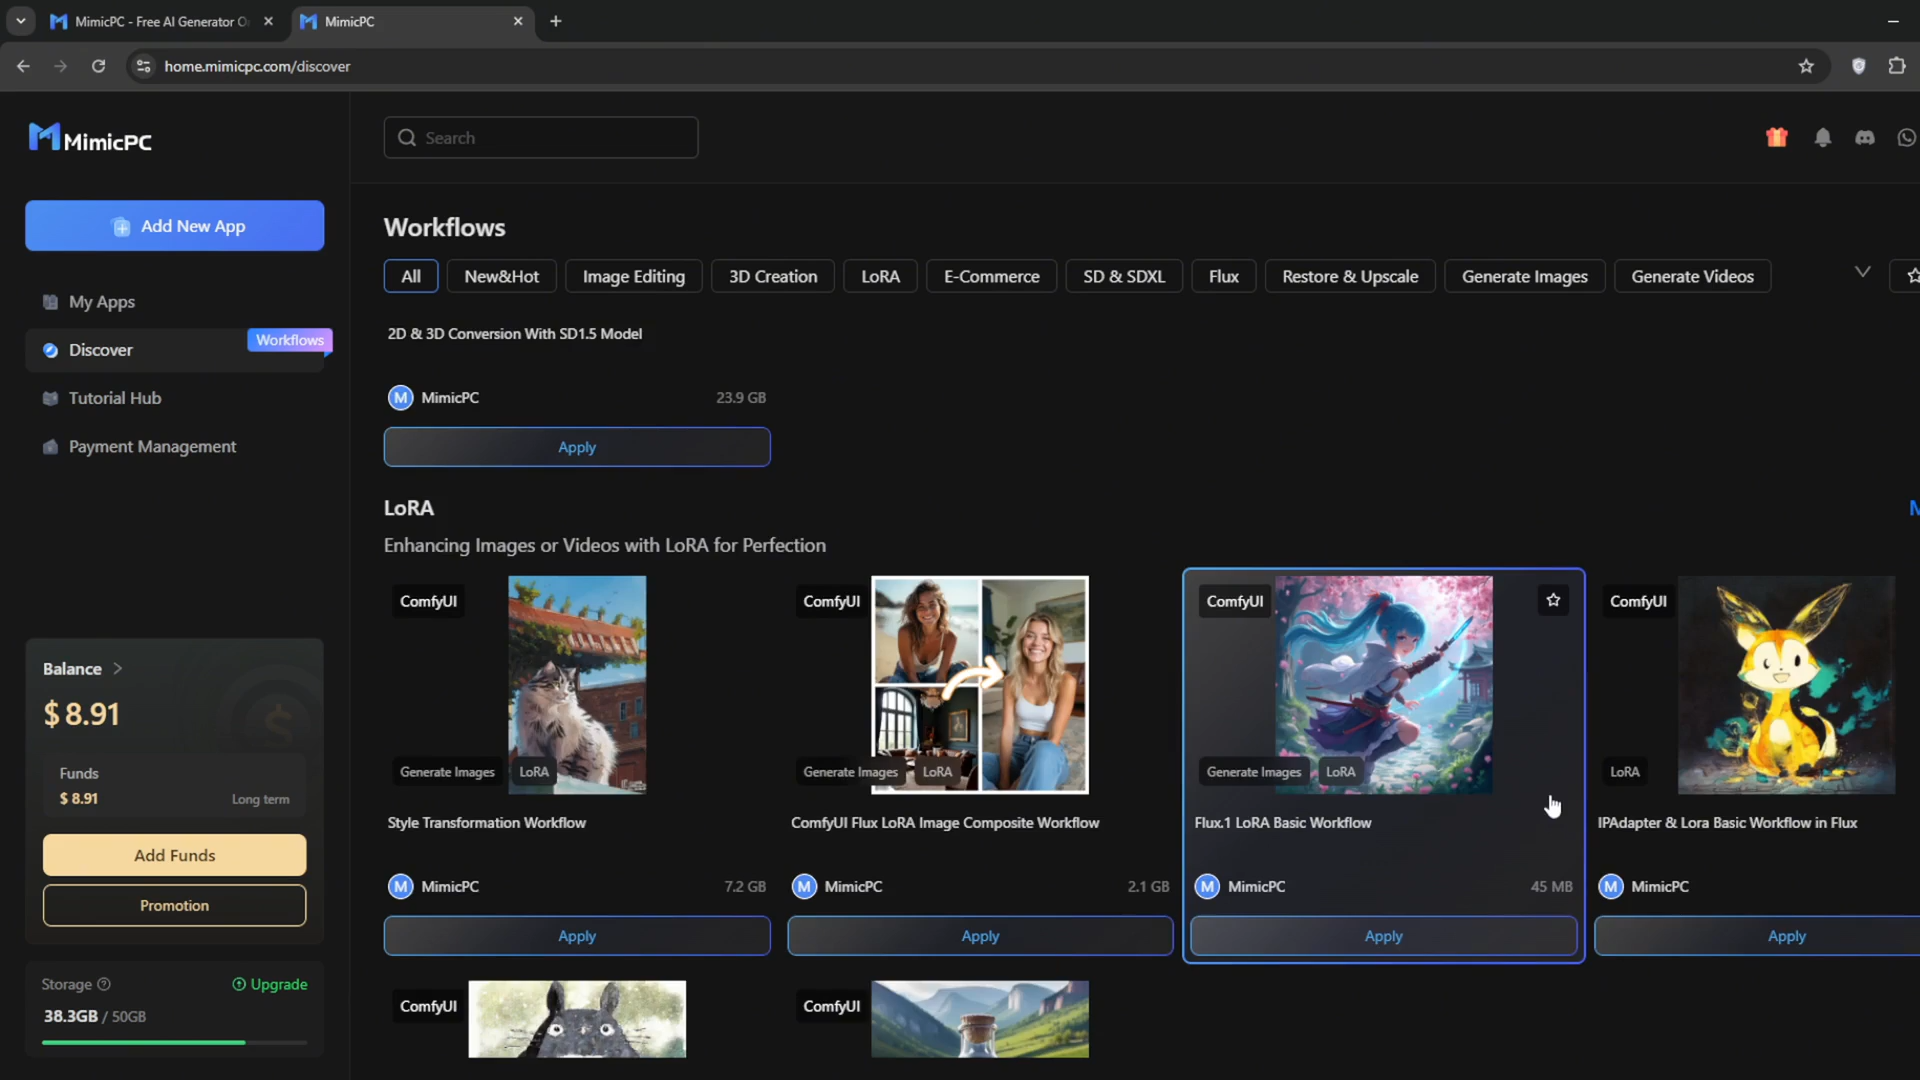 MimicPC - Free AI Generator O
MimicPC
home.mimicpc.com/discover
MimicPC
Search
Add New App
My Apps
Discover
Workflows
Tutorial Hub
Payment Management
Workflows
All
New&Hot
Image Editing
3D Creation
LoRA
E-Commerce
SD & SDXL
Flux
Restore & Upscale
Generate Images
Generate Videos
2D & 3D Conversion With SD1.5 Model
M MimicPC 23.9 GB
Apply
LoRA
Enhancing Images or Videos with LoRA for Perfection
ComfyUI
Generate Images LoRA
Style Transformation Workflow
M MimicPC 7.2 GB
Apply
ComfyUI
Generate Images LoRA
ComfyUI Flux LoRA Image Composite Workflow
M MimicPC 2.1 GB
Apply
ComfyUI
Generate Images LoRA
Flux.1 LoRA Basic Workflow
M MimicPC 45 MB
Apply
ComfyUI
LoRA
IPAdapter & Lora Basic Workflow in Flux
M MimicPC
Apply
ComfyUI
ComfyUI
Balance >
$ 8.91
Funds
$ 8.91 Long term
Add Funds
Promotion
Storage Upgrade
38.3GB / 50GB